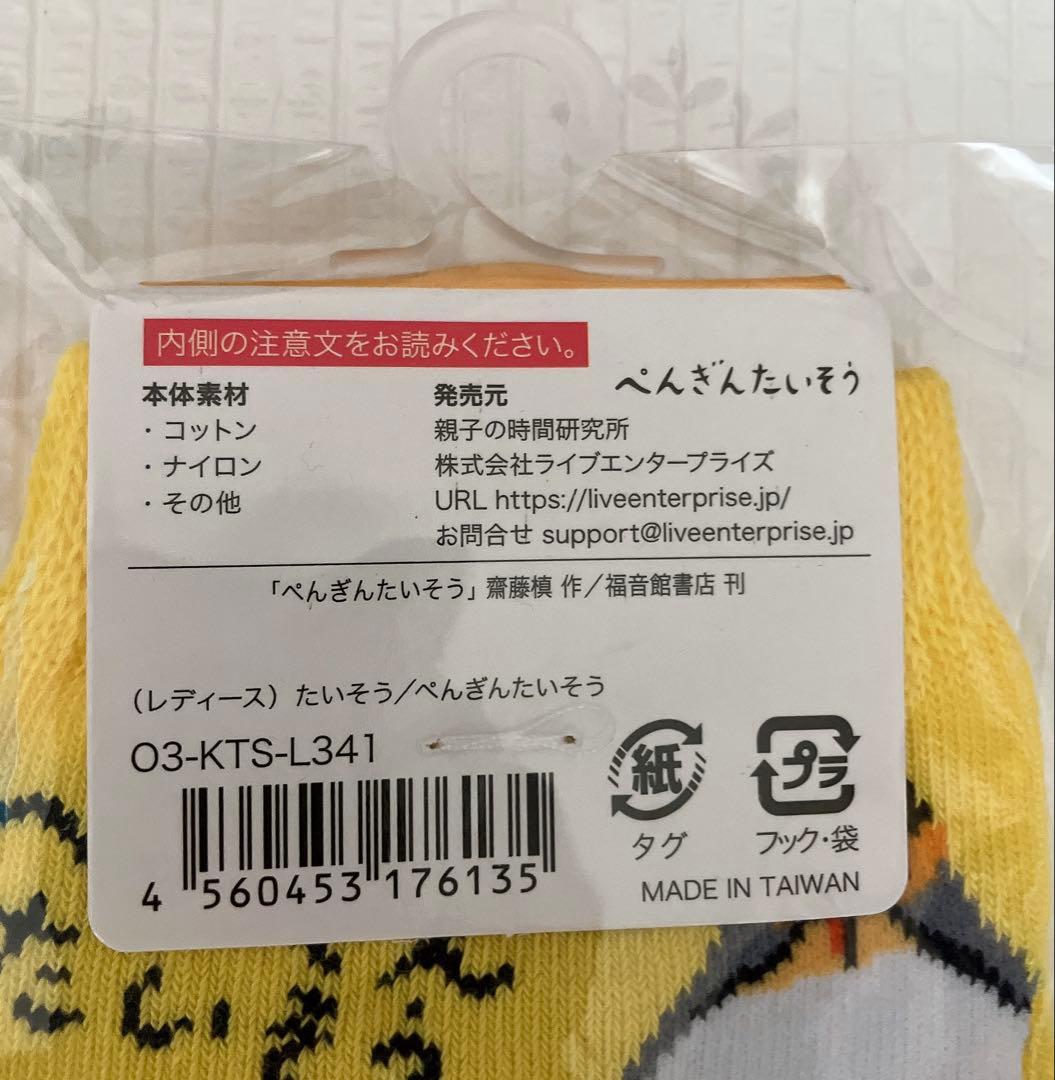 内側の注意文をお読みください。
ぺんぎんたいそう
本体素材
・コットン
・ナイロン
・その他
発売元
親子の時間研究所
株式会社ライブエンタープライズ
URL https://liveenterprise.jp/
お問合せ support@liveenterprise.jp
「ぺんぎんたいそう」齋藤槙 作／福音館書店 刊
（レディース）たいそう／ぺんぎんたいそう
O3-KTS-L341
4 560453 176135
紙
タグ
プラ
フック・袋
MADE IN TAIWAN
たいそう